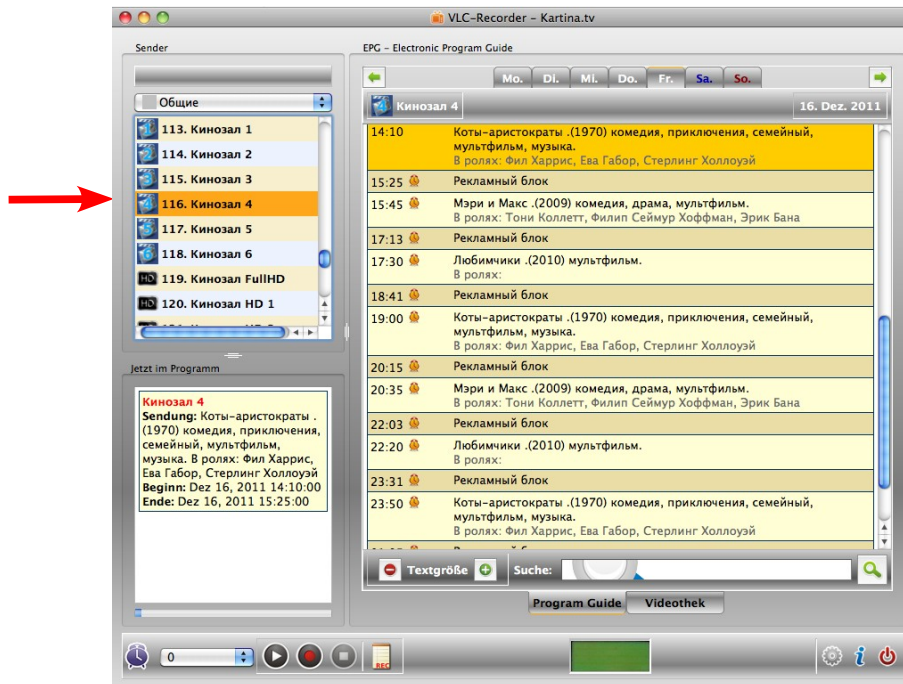 VLC-Recorder – Kartina.tv
Sender
Общие
113. Кинозал 1
114. Кинозал 2
115. Кинозал 3
116. Кинозал 4
117. Кинозал 5
118. Кинозал 6
HD 119. Кинозал FullHD
HD 120. Кинозал HD 1
Jetzt im Programm
Кинозал 4
Sendung: Коты-аристократы .
(1970) комедия, приключения,
семейный, мультфильм,
музыка. В ролях: Фил Харрис,
Ева Габор, Стерлинг Холлоуэй
Beginn: Dez 16, 2011 14:10:00
Ende: Dez 16, 2011 15:25:00
EPG – Electronic Program Guide
Mo. Di. Mi. Do. Fr. Sa. So.
Кинозал 4 16. Dez. 2011
14:10 Коты-аристократы .(1970) комедия, приключения, семейный,
мультфильм, музыка.
В ролях: Фил Харрис, Ева Габор, Стерлинг Холлоуэй
15:25 Рекламный блок
15:45 Мэри и Макс .(2009) комедия, драма, мультфильм.
В ролях: Тони Коллетт, Филип Сеймур Хоффман, Эрик Бана
17:13 Рекламный блок
17:30 Любимчики .(2010) мультфильм.
В ролях:
18:41 Рекламный блок
19:00 Коты-аристократы .(1970) комедия, приключения, семейный,
мультфильм, музыка.
В ролях: Фил Харрис, Ева Габор, Стерлинг Холлоуэй
20:15 Рекламный блок
20:35 Мэри и Макс .(2009) комедия, драма, мультфильм.
В ролях: Тони Коллетт, Филип Сеймур Хоффман, Эрик Бана
22:03 Рекламный блок
22:20 Любимчики .(2010) мультфильм.
В ролях:
23:31 Рекламный блок
23:50 Коты-аристократы .(1970) комедия, приключения, семейный,
мультфильм, музыка.
В ролях: Фил Харрис, Ева Габор, Стерлинг Холлоуэй
Textgröße Suche:
Program Guide Videothek
0 REC